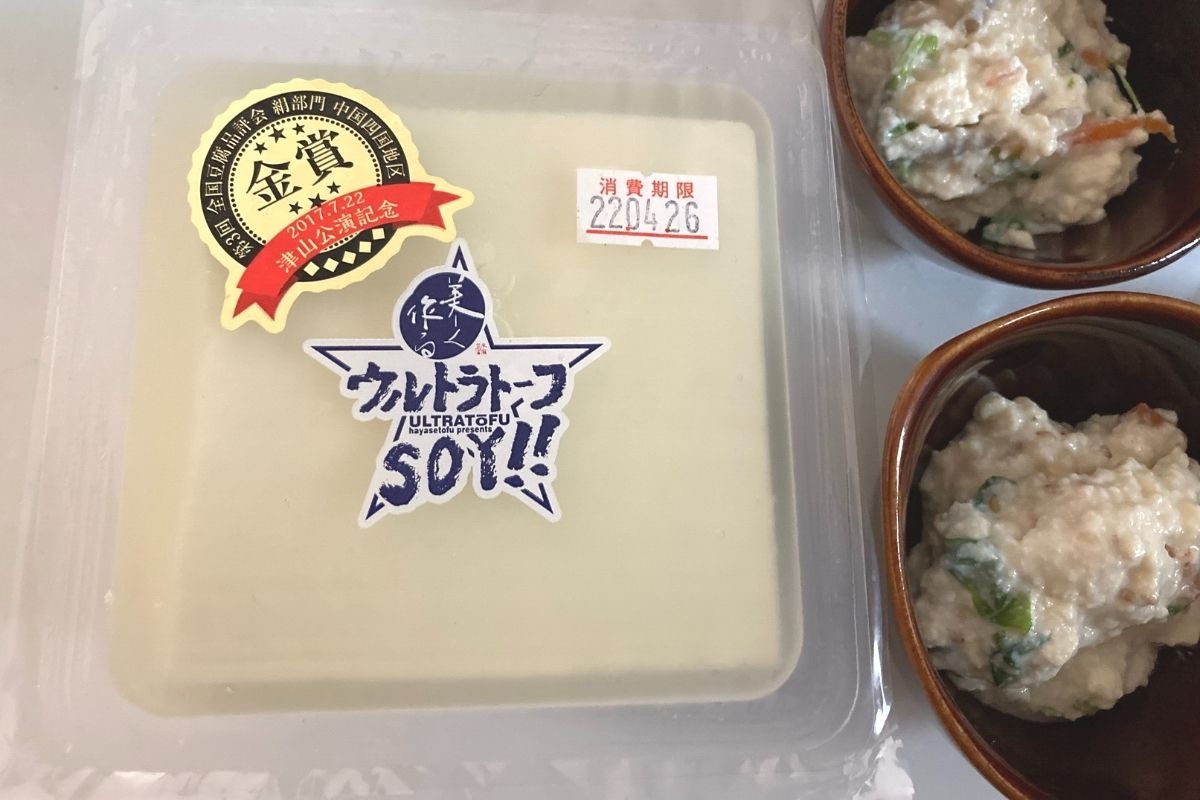 第3回 全国豆腐品評会 絹部門 中国四国地区
金賞
2017.7.22
津山公演記念
消費期限
220426
美しく
作る
ウルトラトーフ
ULTRATŌFU
hayasetofu presents
SOY!!